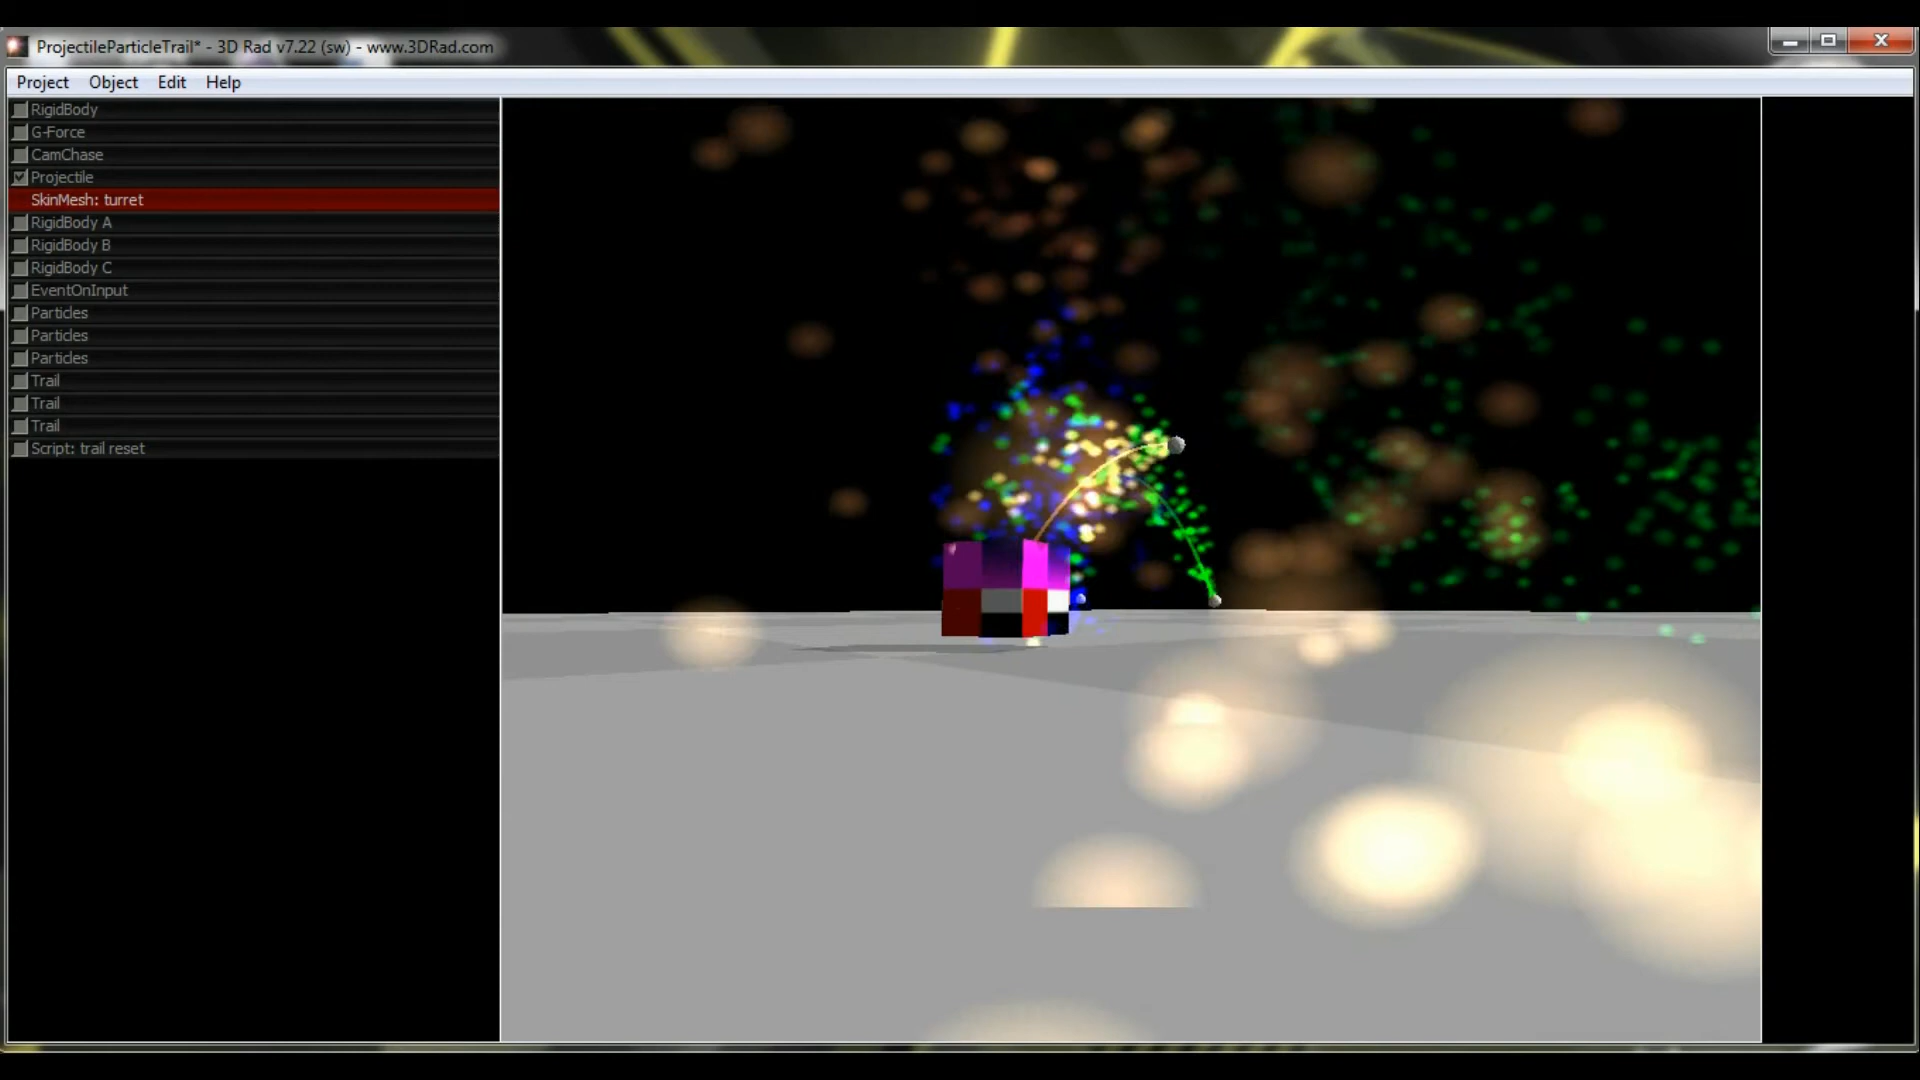 ProjectileParticleTrail* - 3D Rad v7.22 (sw) - www.3DRad.com
Project Object Edit Help
RigidBody
G-Force
CamChase
Projectile
SkinMesh: turret
RigidBody A
RigidBody B
RigidBody C
EventOnInput
Particles
Particles
Particles
Trail
Trail
Trail
Script: trail reset